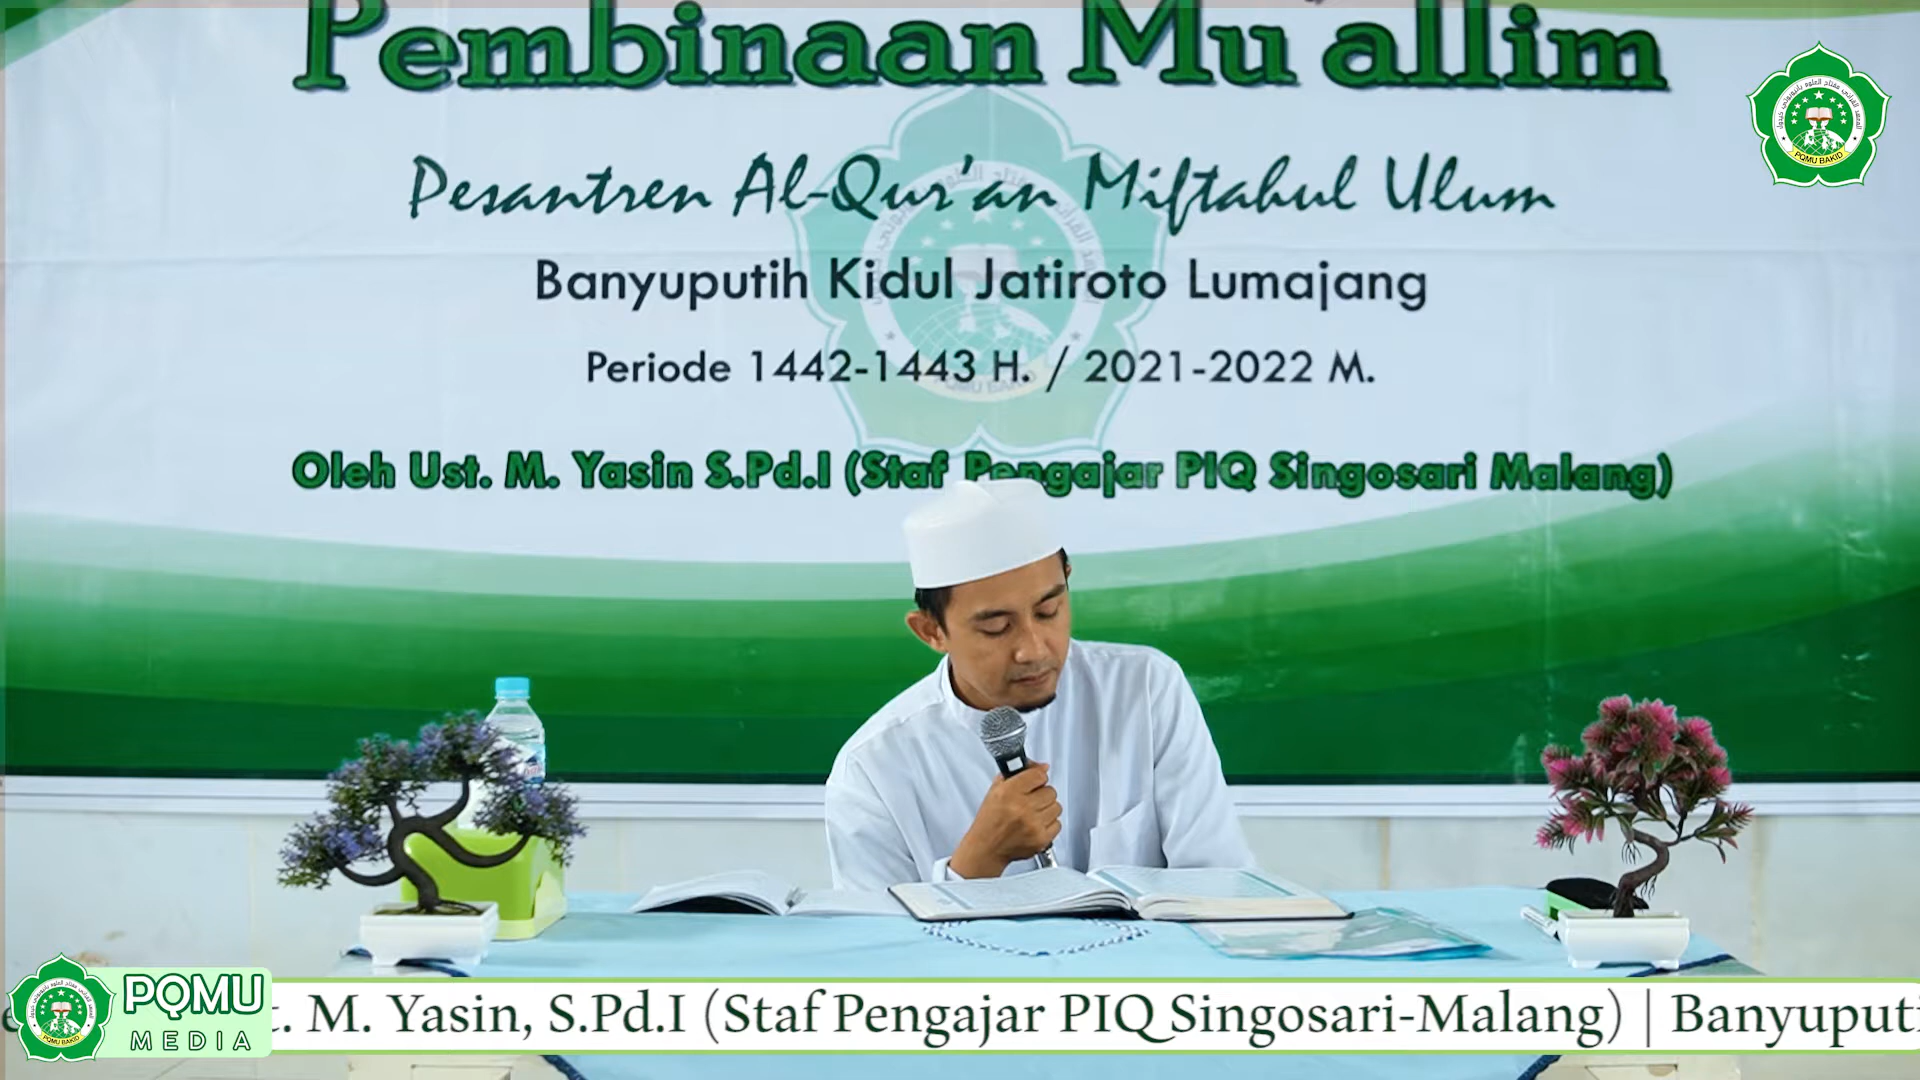 Pembinaan Mu'allim
Pesantren Al-Qur'an Miftahul Ulum
Banyuputih Kidul Jatiroto Lumajang
Periode 1442-1443 H. / 2021-2022 M.
Oleh Ust. M. Yasin S.Pd.I (Staf Pengajar PIQ Singosari Malang)
PQMU BAKID
PQMU
MEDIA
PQMU BAKID
t. M. Yasin, S.Pd.I (Staf Pengajar PIQ Singosari-Malang) | Banyuputi